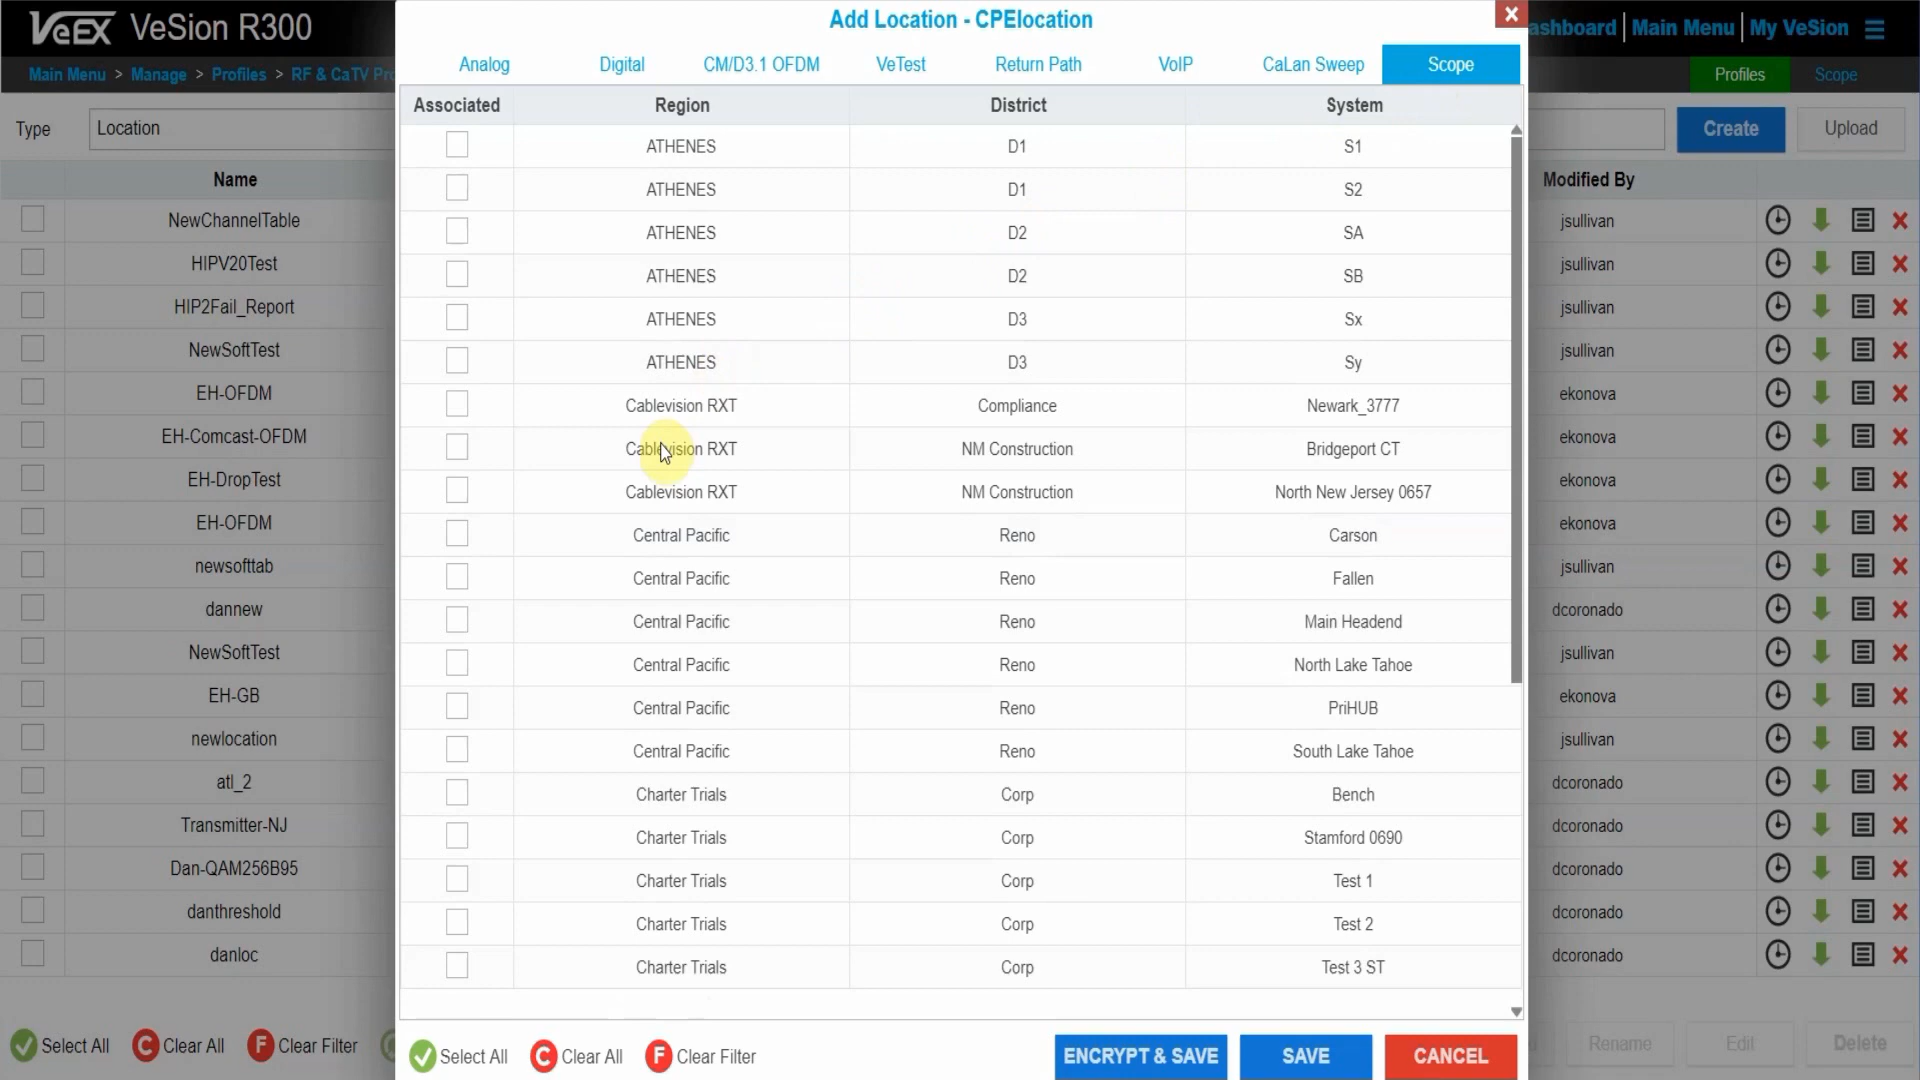 VeEX VeSion R300
Main Menu > Manage > Profiles > RF & CaTV Pr
Type Location
Name
NewChannelTable
HIPV20Test
HIP2Fail_Report
NewSoftTest
EH-OFDM
EH-Comcast-OFDM
EH-DropTest
EH-OFDM
newsofttab
dannew
NewSoftTest
EH-GB
newlocation
atl_2
Transmitter-NJ
Dan-QAM256B95
danthreshold
danloc
Select All C Clear All F Clear Filter
Add Location - CPElocation
Analog Digital CM/D3.1 OFDM VeTest Return Path VoIP CaLan Sweep Scope
Associated Region District System
ATHENES D1 S1
ATHENES D1 S2
ATHENES D2 SA
ATHENES D2 SB
ATHENES D3 Sx
ATHENES D3 Sy
Cablevision RXT Compliance Newark_3777
Cablevision RXT NM Construction Bridgeport CT
Cablevision RXT NM Construction North New Jersey 0657
Central Pacific Reno Carson
Central Pacific Reno Fallen
Central Pacific Reno Main Headend
Central Pacific Reno North Lake Tahoe
Central Pacific Reno PriHUB
Central Pacific Reno South Lake Tahoe
Charter Trials Corp Bench
Charter Trials Corp Stamford 0690
Charter Trials Corp Test 1
Charter Trials Corp Test 2
Charter Trials Corp Test 3 ST
Select All C Clear All F Clear Filter ENCRYPT & SAVE SAVE CANCEL
ashboard Main Menu My VeSion
Profiles Scope
Create Upload
Modified By
jsullivan
jsullivan
jsullivan
jsullivan
ekonova
ekonova
ekonova
ekonova
jsullivan
dcoronado
jsullivan
ekonova
jsullivan
dcoronado
dcoronado
dcoronado
dcoronado
dcoronado
Rename Edit Delete